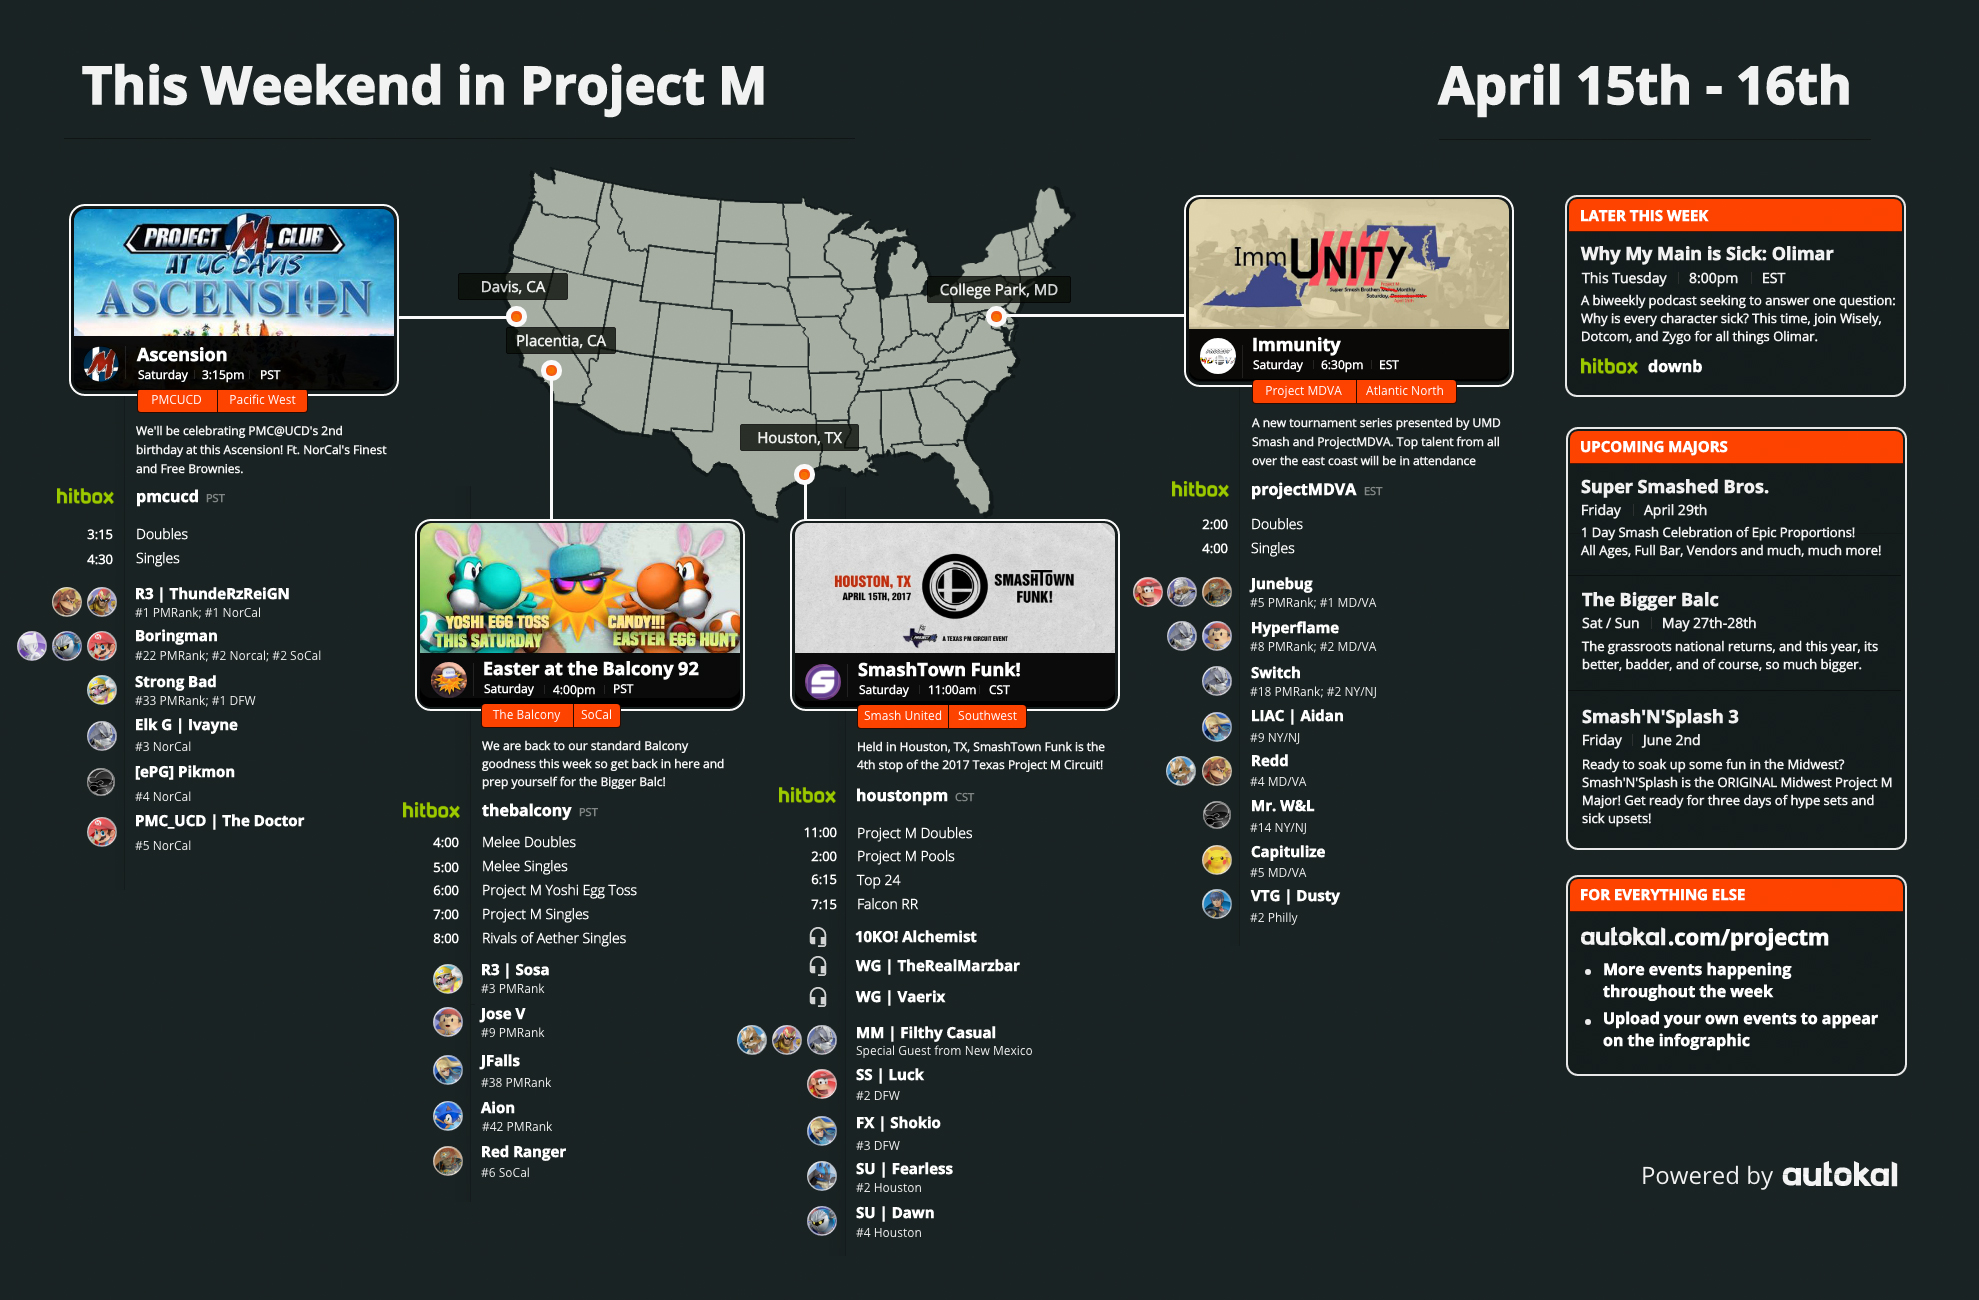 This Weekend in Project M
April 15th - 16th
PROJECT M CLUB
AT UC DAVIS
ASCENSION
Ascension
Saturday 3:15pm PST
PMCUCD Pacific West
We'll be celebrating PMC@UCD's 2nd
birthday at this Ascension! Ft. NorCal's Finest
and Free Brownies.
hitbox pmcucd PST
3:15 Doubles
4:30 Singles
R3 | ThundeRzReiGN
#1 PMRank; #1 NorCal
Boringman
#22 PMRank; #2 Norcal; #2 SoCal
Strong Bad
#33 PMRank; #1 DFW
Elk G | Ivayne
#3 NorCal
[ePG] Pikmon
#4 NorCal
PMC_UCD | The Doctor
#5 NorCal
Davis, CA
Placentia, CA
Houston, TX
College Park, MD
YOSHI EGG TOSS
THIS SATURDAY
CANDY!!!
EASTER EGG HUNT
Easter at the Balcony 92
Saturday 4:00pm PST
The Balcony SoCal
We are back to our standard Balcony
goodness this week so get back in here and
prep yourself for the Bigger Balc!
hitbox thebalcony PST
4:00 Melee Doubles
5:00 Melee Singles
6:00 Project M Yoshi Egg Toss
7:00 Project M Singles
8:00 Rivals of Aether Singles
R3 | Sosa
#3 PMRank
Jose V
#9 PMRank
JFalls
#38 PMRank
Aion
#42 PMRank
Red Ranger
#6 SoCal
HOUSTON, TX
APRIL 15TH, 2017
SMASHTOWN
FUNK!
A TEXAS PM CIRCUIT EVENT
SmashTown Funk!
Saturday 11:00am CST
Smash United Southwest
Held in Houston, TX, SmashTown Funk is the
4th stop of the 2017 Texas Project M Circuit!
hitbox houstonpm CST
11:00 Project M Doubles
2:00 Project M Pools
6:15 Top 24
7:15 Falcon RR
10KO! Alchemist
WG | TheRealMarzbar
WG | Vaerix
MM | Filthy Casual
Special Guest from New Mexico
SS | Luck
#2 DFW
FX | Shokio
#3 DFW
SU | Fearless
#2 Houston
SU | Dawn
#4 Houston
ImmUNITY
Immunity
Saturday 6:30pm EST
Project MDVA Atlantic North
A new tournament series presented by UMD
Smash and ProjectMDVA. Top talent from all
over the east coast will be in attendance
hitbox projectMDVA EST
2:00 Doubles
4:00 Singles
Junebug
#5 PMRank; #1 MD/VA
Hyperflame
#8 PMRank; #2 MD/VA
Switch
#18 PMRank; #2 NY/NJ
LIAC | Aidan
#9 NY/NJ
Redd
#4 MD/VA
Mr. W&L
#14 NY/NJ
Capitulize
#5 MD/VA
VTG | Dusty
#2 Philly
LATER THIS WEEK
Why My Main is Sick: Olimar
This Tuesday 8:00pm EST
A biweekly podcast seeking to answer one question:
Why is every character sick? This time, join Wisely,
Dotcom, and Zygo for all things Olimar.
hitbox downb
UPCOMING MAJORS
Super Smashed Bros.
Friday April 29th
1 Day Smash Celebration of Epic Proportions!
All Ages, Full Bar, Vendors and much, much more!
The Bigger Balc
Sat / Sun May 27th-28th
The grassroots national returns, and this year, its
better, badder, and of course, so much bigger.
Smash'N'Splash 3
Friday June 2nd
Ready to soak up some fun in the Midwest?
Smash'N'Splash is the ORIGINAL Midwest Project M
Major! Get ready for three days of hype sets and
sick upsets!
FOR EVERYTHING ELSE
autokal.com/projectm
• More events happening
throughout the week
• Upload your own events to appear
on the infographic
Powered by autokal